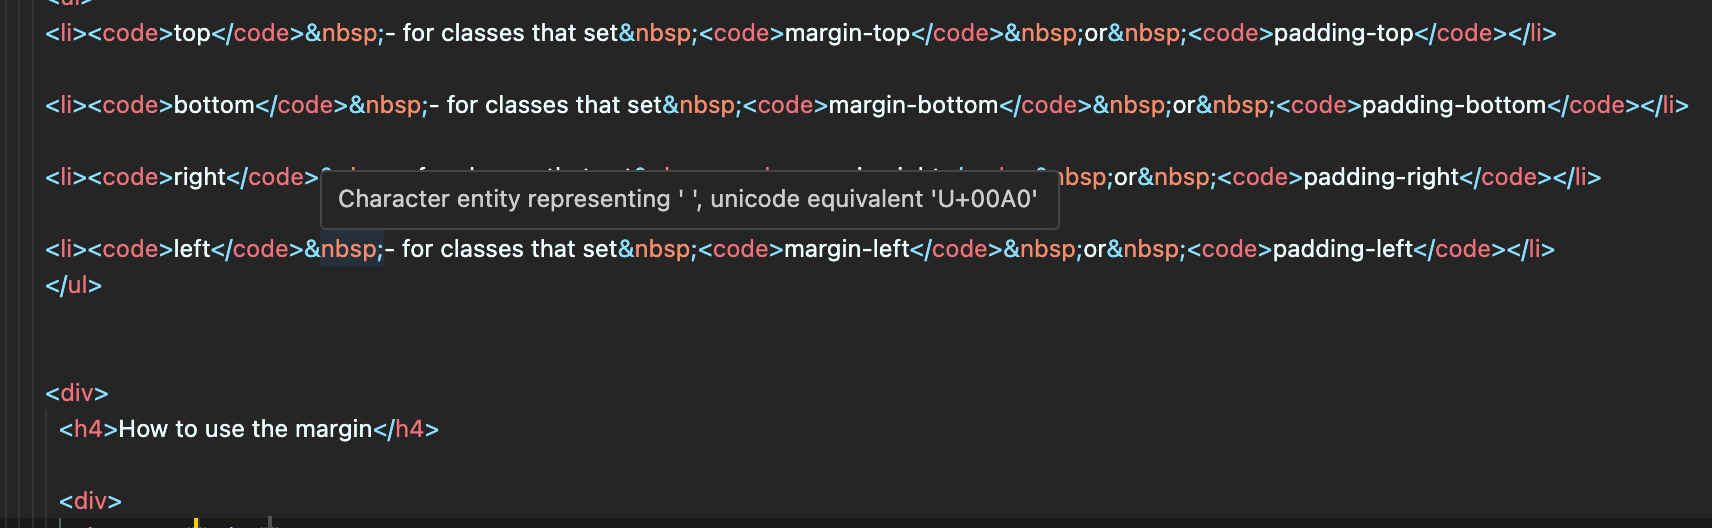 <ul>
<li><code>top</code>&nbsp;- for classes that set&nbsp;<code>margin-top</code>&nbsp;or&nbsp;<code>padding-top</code></li>
<li><code>bottom</code>&nbsp;- for classes that set&nbsp;<code>margin-bottom</code>&nbsp;or&nbsp;<code>padding-bottom</code></li>
<li><code>right</code> nbsp;or&nbsp;<code>padding-right</code></li>
Character entity representing ' ', unicode equivalent 'U+00A0'
<li><code>left</code>&nbsp;- for classes that set&nbsp;<code>margin-left</code>&nbsp;or&nbsp;<code>padding-left</code></li>
</ul>
<div>
<h4>How to use the margin</h4>
<div>